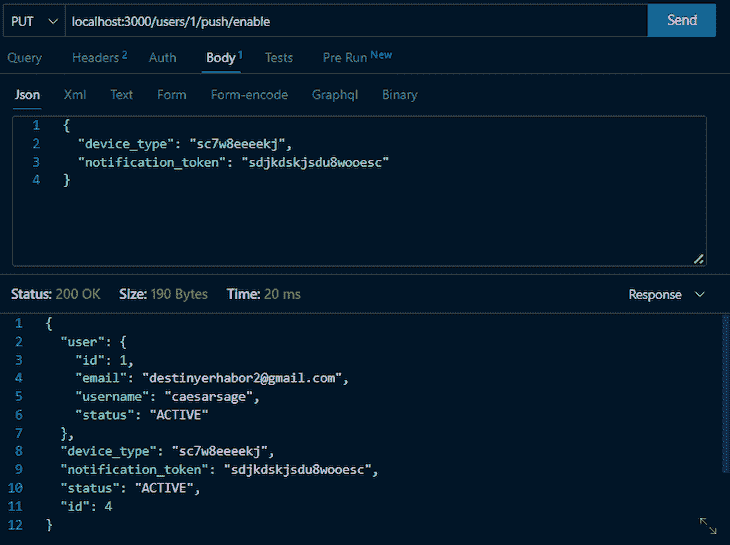 PUT localhost:3000/users/1/push/enable Send
Query Headers 2 Auth Body 1 Tests Pre Run New
Json Xml Text Form Form-encode Graphql Binary
1 {
2 "device_type": "sc7w8eeeekj",
3 "notification_token": "sdjkdskjsdu8wooesc"
4 }
Status: 200 OK Size: 190 Bytes Time: 20 ms Response
1 {
2 "user": {
3 "id": 1,
4 "email": "destinyerhabor2@gmail.com",
5 "username": "caesarsage",
6 "status": "ACTIVE"
7 },
8 "device_type": "sc7w8eeeekj",
9 "notification_token": "sdjkdskjsdu8wooesc",
10 "status": "ACTIVE",
11 "id": 4
12 }